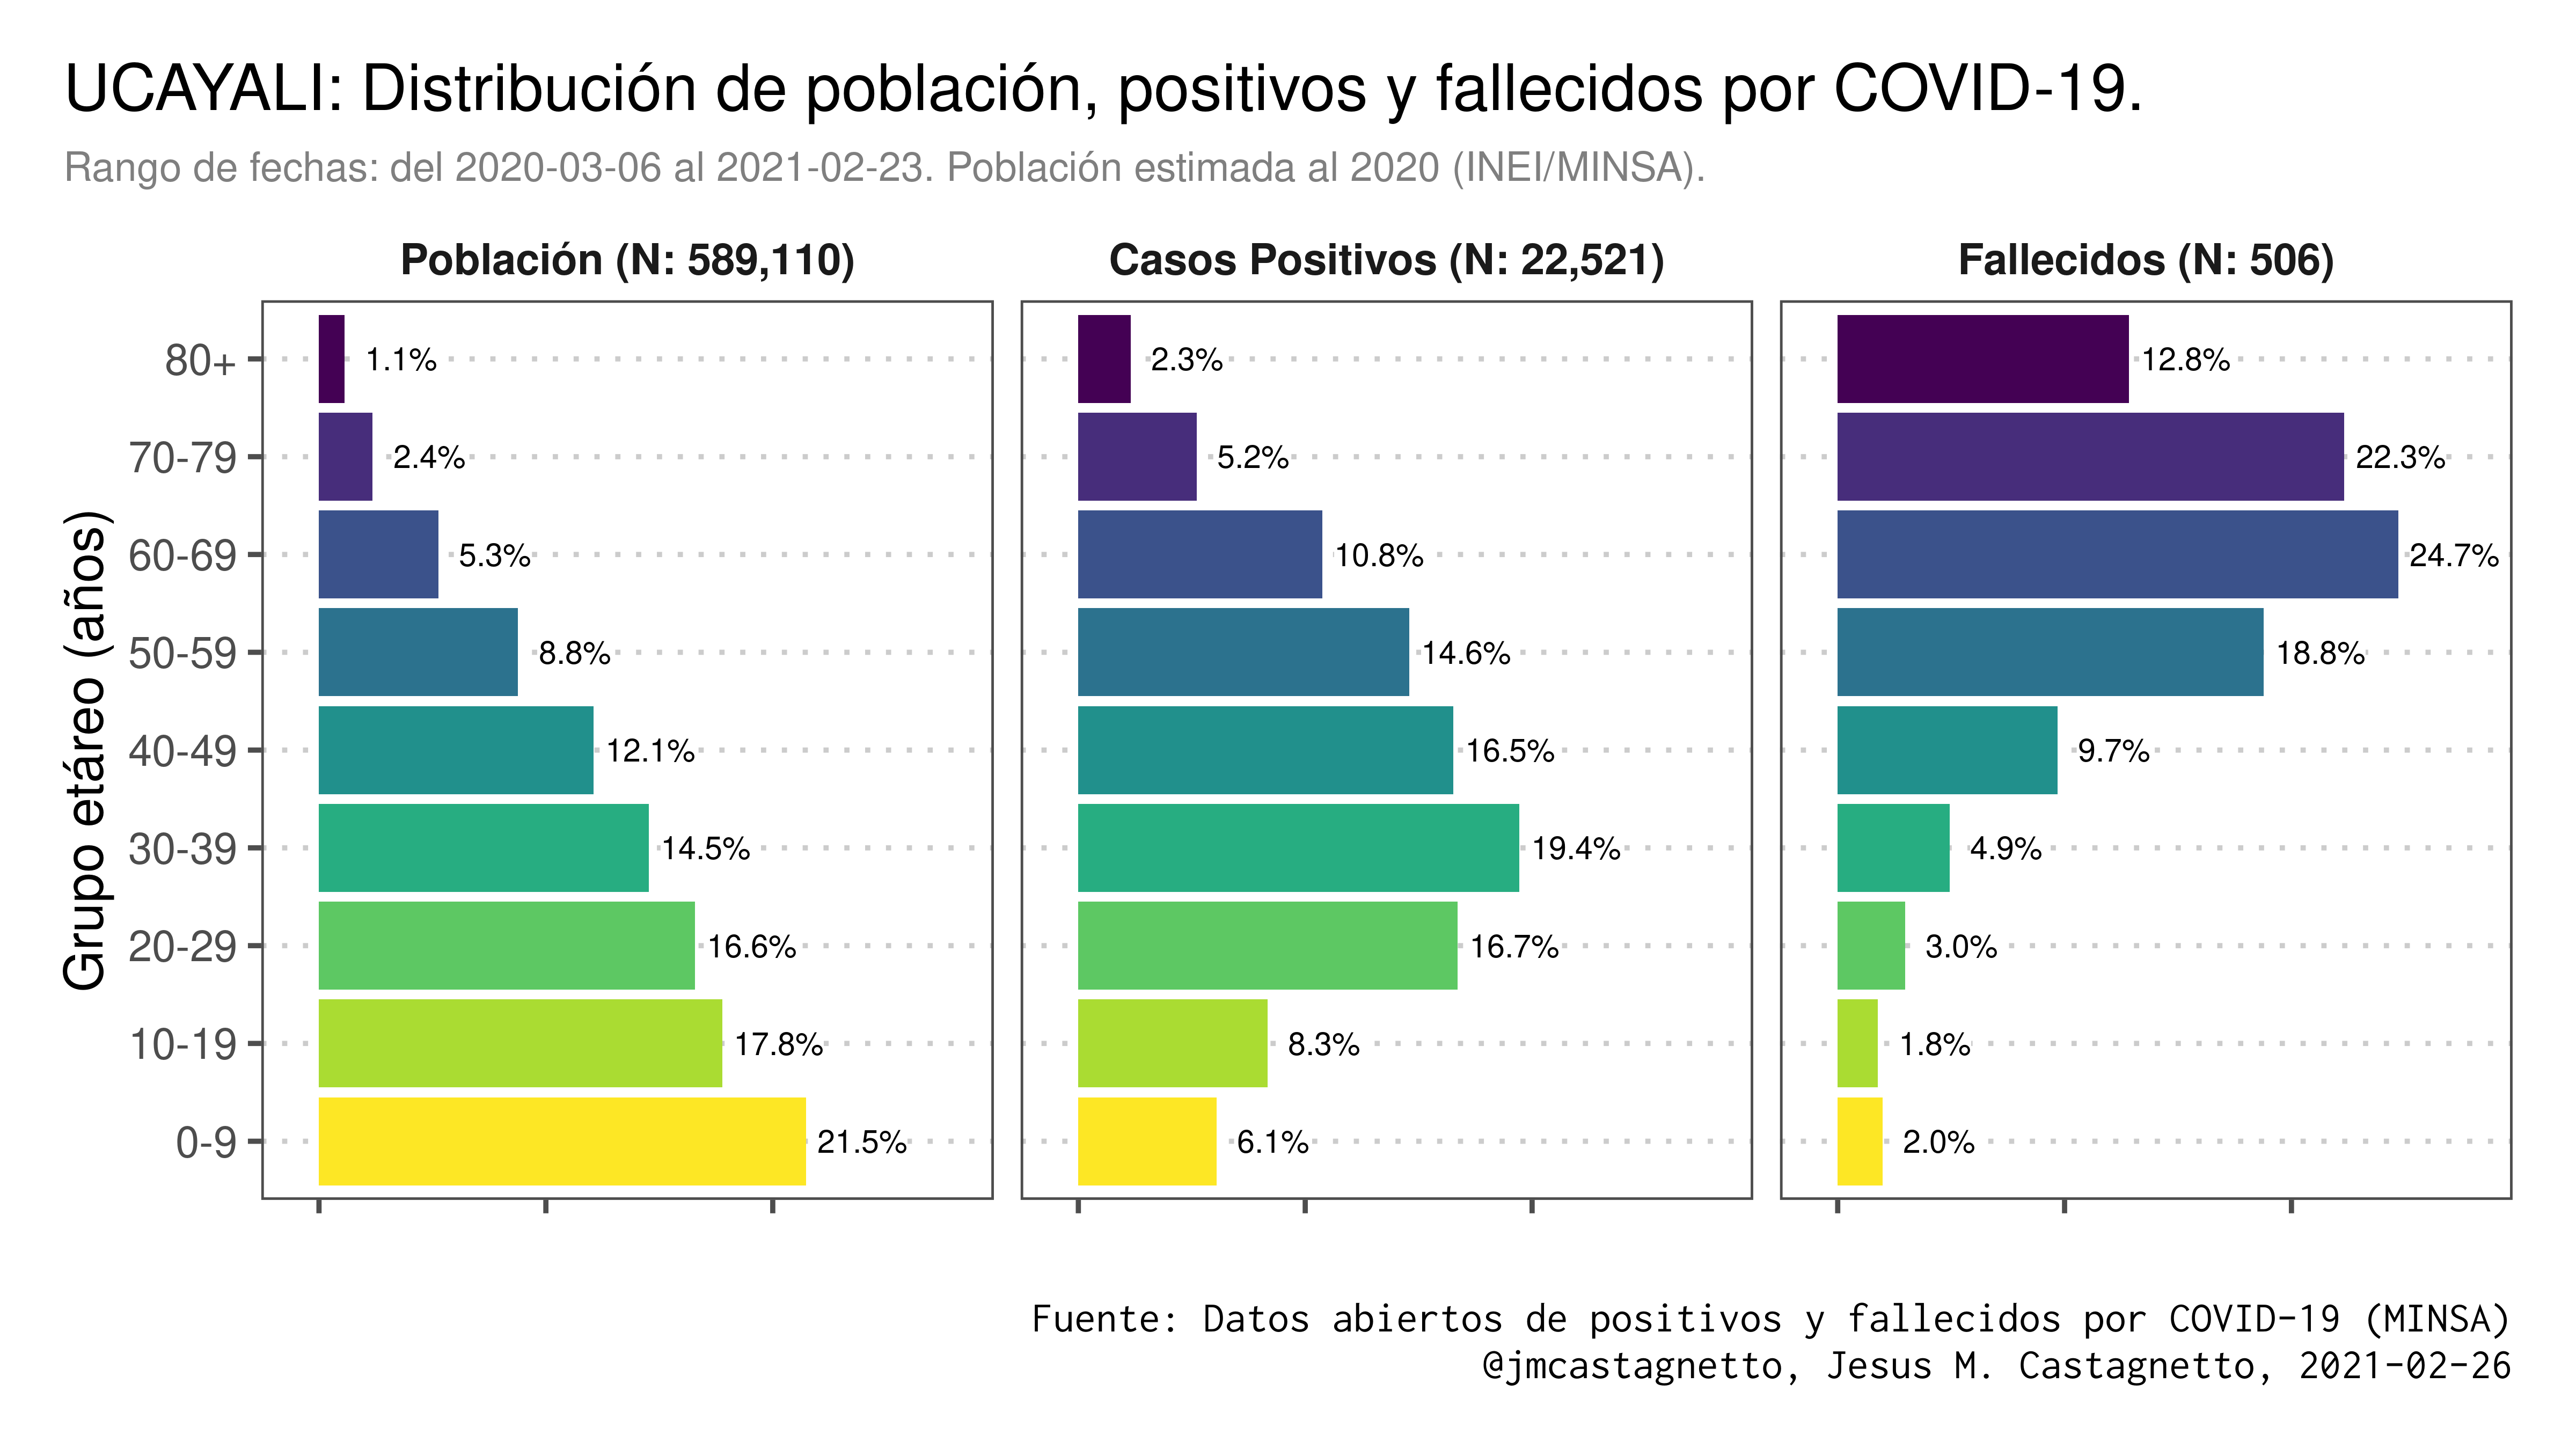 UCAYALI: Distribución de población, positivos y fallecidos por COVID-19.
Rango de fechas: del 2020-03-06 al 2021-02-23. Población estimada al 2020 (INEI/MINSA).
Población (N: 589,110)
Casos Positivos (N: 22,521)
Fallecidos (N: 506)
Grupo etáreo (años)
80+ 1.1% 2.3% 12.8%
70-79 2.4% 5.2% 22.3%
60-69 5.3% 10.8% 24.7%
50-59 8.8% 14.6% 18.8%
40-49 12.1% 16.5% 9.7%
30-39 14.5% 19.4% 4.9%
20-29 16.6% 16.7% 3.0%
10-19 17.8% 8.3% 1.8%
0-9 21.5% 6.1% 2.0%
Fuente: Datos abiertos de positivos y fallecidos por COVID-19 (MINSA)
@jmcastagnetto, Jesus M. Castagnetto, 2021-02-26